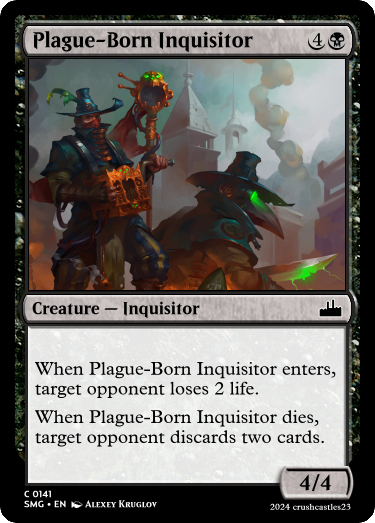 Plague-Born Inquisitor 4
Creature — Inquisitor
When Plague-Born Inquisitor enters,
target opponent loses 2 life.
When Plague-Born Inquisitor dies,
target opponent discards two cards.
4/4
C 0141
SMG • EN Alexey Kruglov
2024 crushcastles23